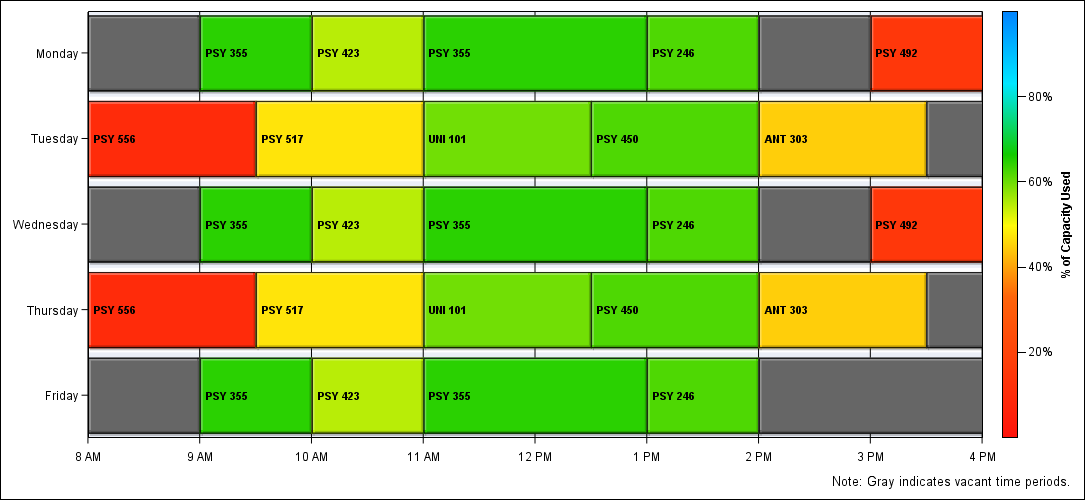 Monday
PSY 355
PSY 423
PSY 355
PSY 246
PSY 492
Tuesday
PSY 556
PSY 517
UNI 101
PSY 450
ANT 303
Wednesday
PSY 355
PSY 423
PSY 355
PSY 246
PSY 492
Thursday
PSY 556
PSY 517
UNI 101
PSY 450
ANT 303
Friday
PSY 355
PSY 423
PSY 355
PSY 246
8 AM
9 AM
10 AM
11 AM
12 PM
1 PM
2 PM
3 PM
4 PM
80%
60%
40%
20%
% of Capacity Used
Note: Gray indicates vacant time periods.